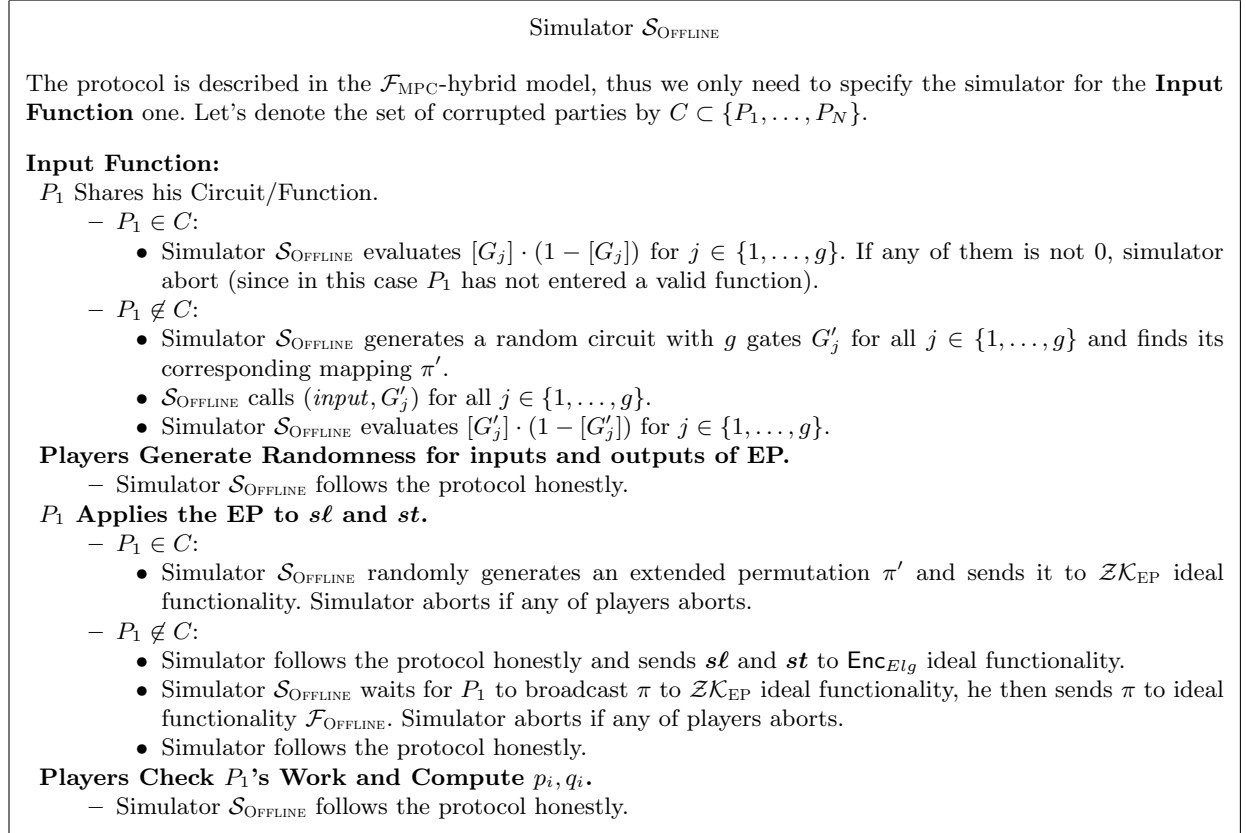 Simulator 𝒮_OFFLINE
The protocol is described in the ℱ_MPC-hybrid model, thus we only need to specify the simulator for the Input
Function one. Let's denote the set of corrupted parties by C ⊂ {P_1, . . . , P_N}.
Input Function:
P_1 Shares his Circuit/Function.
– P_1 ∈ C:
• Simulator 𝒮_OFFLINE evaluates [G_j] · (1 − [G_j]) for j ∈ {1, . . . , g}. If any of them is not 0, simulator
abort (since in this case P_1 has not entered a valid function).
– P_1 ∉ C:
• Simulator 𝒮_OFFLINE generates a random circuit with g gates G′_j for all j ∈ {1, . . . , g} and finds its
corresponding mapping π′.
• 𝒮_OFFLINE calls (input, G′_j) for all j ∈ {1, . . . , g}.
• Simulator 𝒮_OFFLINE evaluates [G′_j] · (1 − [G′_j]) for j ∈ {1, . . . , g}.
Players Generate Randomness for inputs and outputs of EP.
– Simulator 𝒮_OFFLINE follows the protocol honestly.
P_1 Applies the EP to sℓ and st.
– P_1 ∈ C:
• Simulator 𝒮_OFFLINE randomly generates an extended permutation π′ and sends it to 𝒵𝒦_EP ideal
functionality. Simulator aborts if any of players aborts.
– P_1 ∉ C:
• Simulator follows the protocol honestly and sends sℓ and st to Enc_Elg ideal functionality.
• Simulator 𝒮_OFFLINE waits for P_1 to broadcast π to 𝒵𝒦_EP ideal functionality, he then sends π to ideal
functionality ℱ_OFFLINE. Simulator aborts if any of players aborts.
• Simulator follows the protocol honestly.
Players Check P_1's Work and Compute p_i, q_i.
– Simulator 𝒮_OFFLINE follows the protocol honestly.